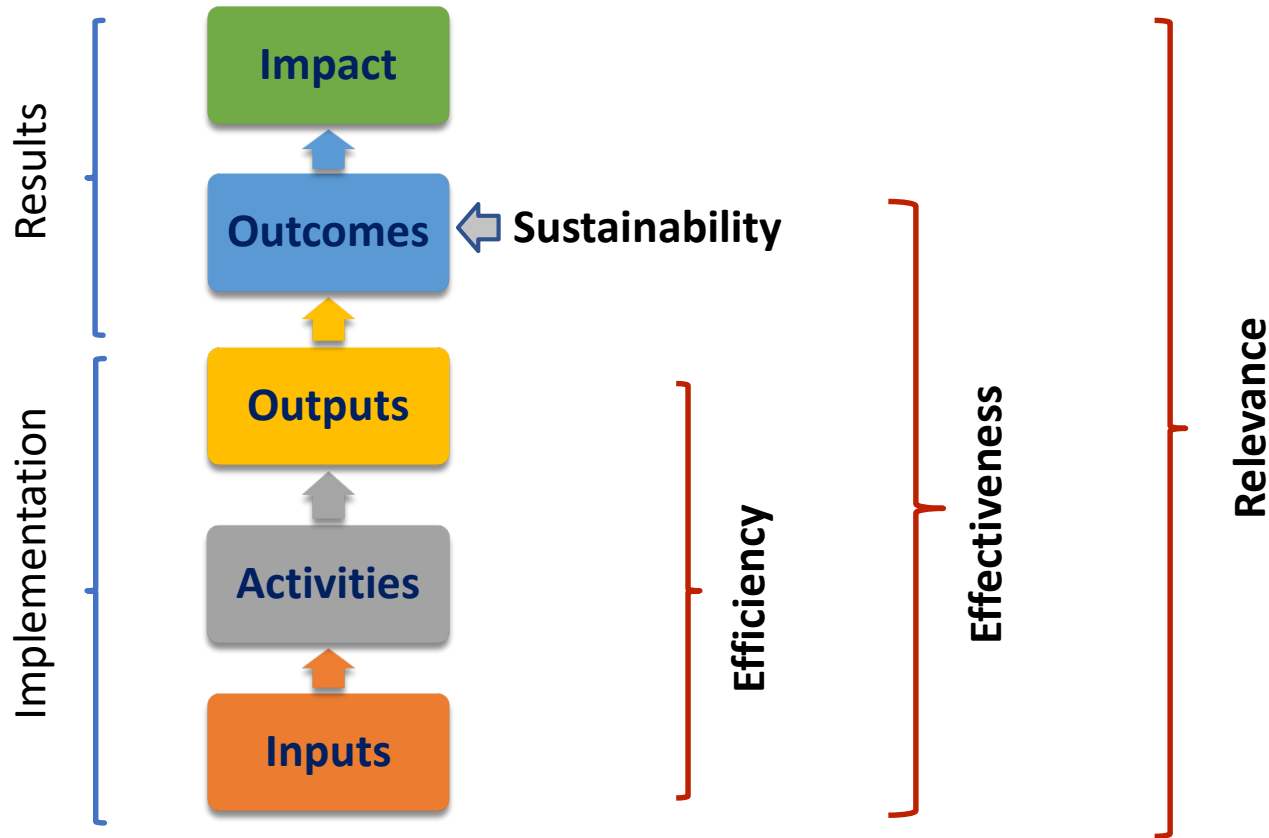 Results
Implementation
Impact
Outcomes
Outputs
Activities
Inputs
Sustainability
Efficiency
Effectiveness
Relevance